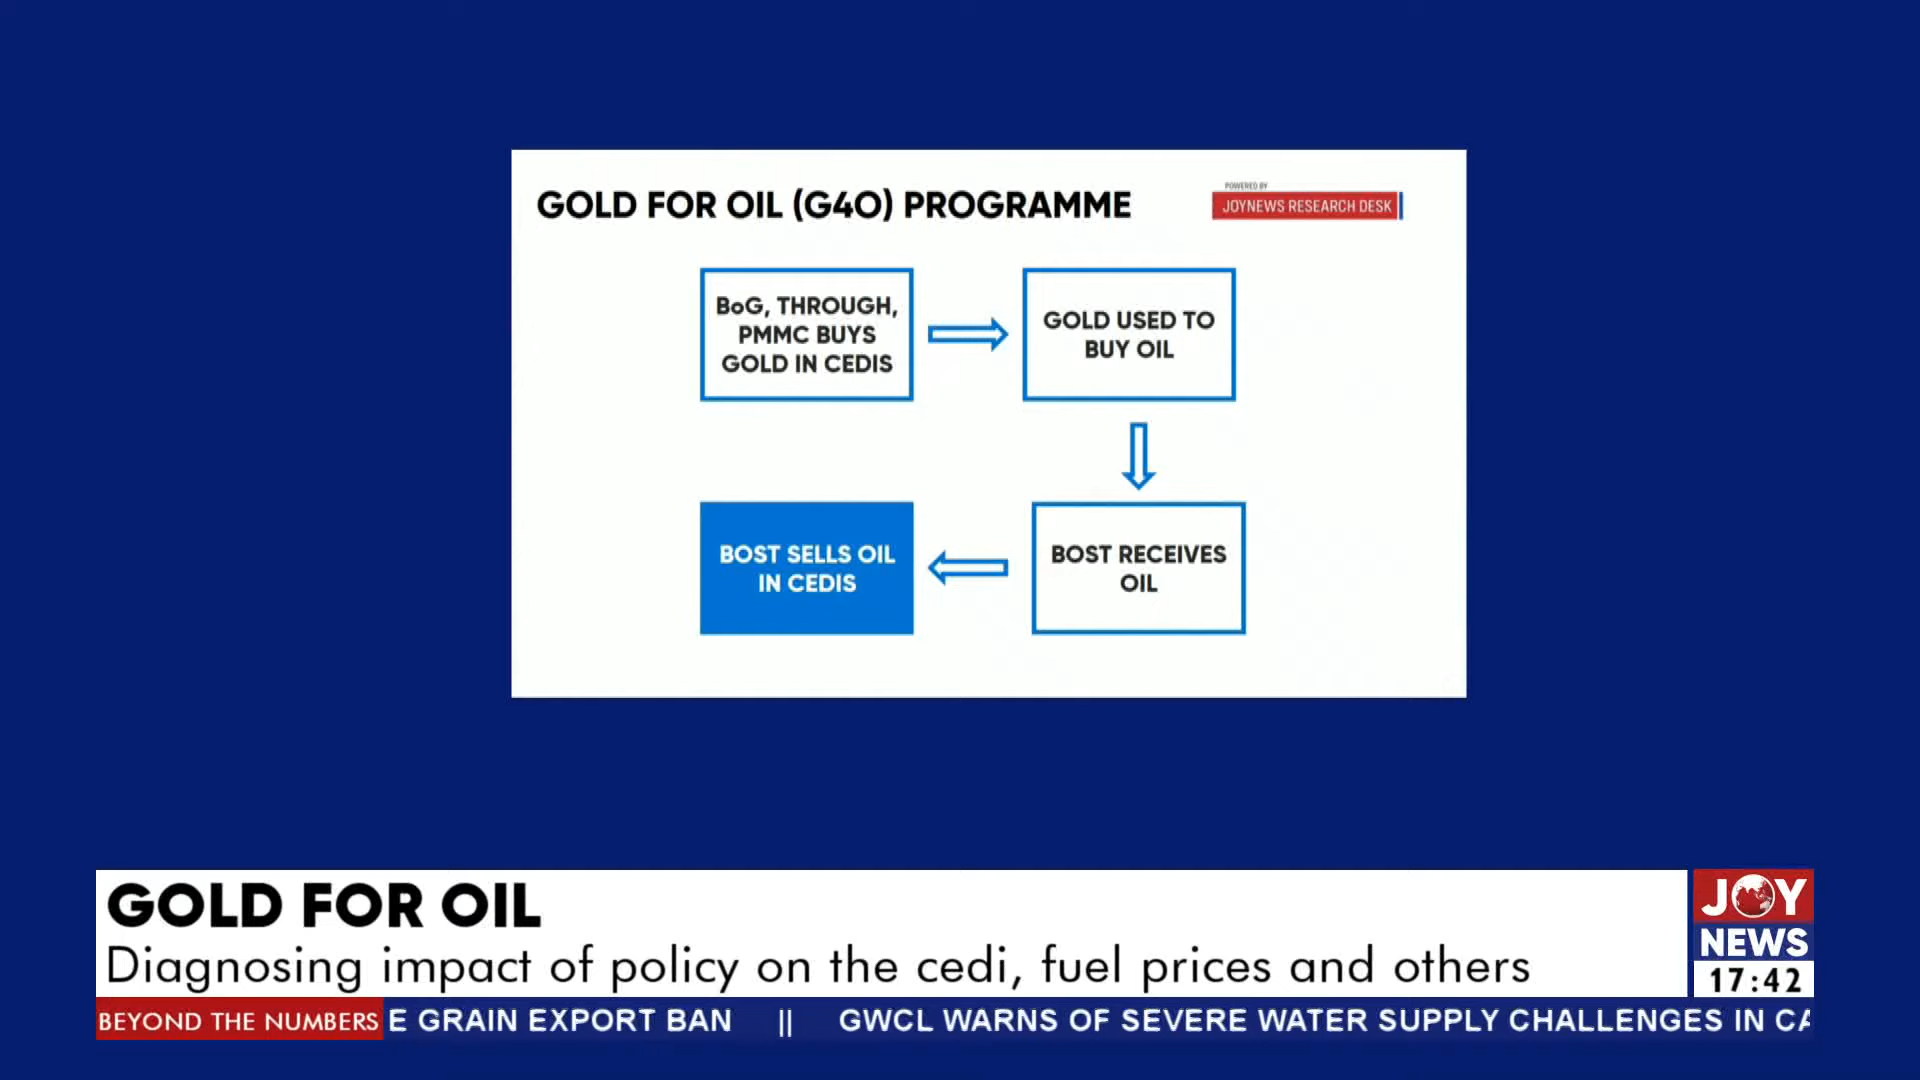 GOLD FOR OIL (G4O) PROGRAMME
POWERED BY
JOYNEWS RESEARCH DESK
BoG, THROUGH,
PMMC BUYS
GOLD IN CEDIS
GOLD USED TO
BUY OIL
BOST SELLS OIL
IN CEDIS
BOST RECEIVES
OIL
GOLD FOR OIL
Diagnosing impact of policy on the cedi, fuel prices and others
JOY
NEWS
17:42
BEYOND THE NUMBERS
E GRAIN EXPORT BAN || GWCL WARNS OF SEVERE WATER SUPPLY CHALLENGES IN CA